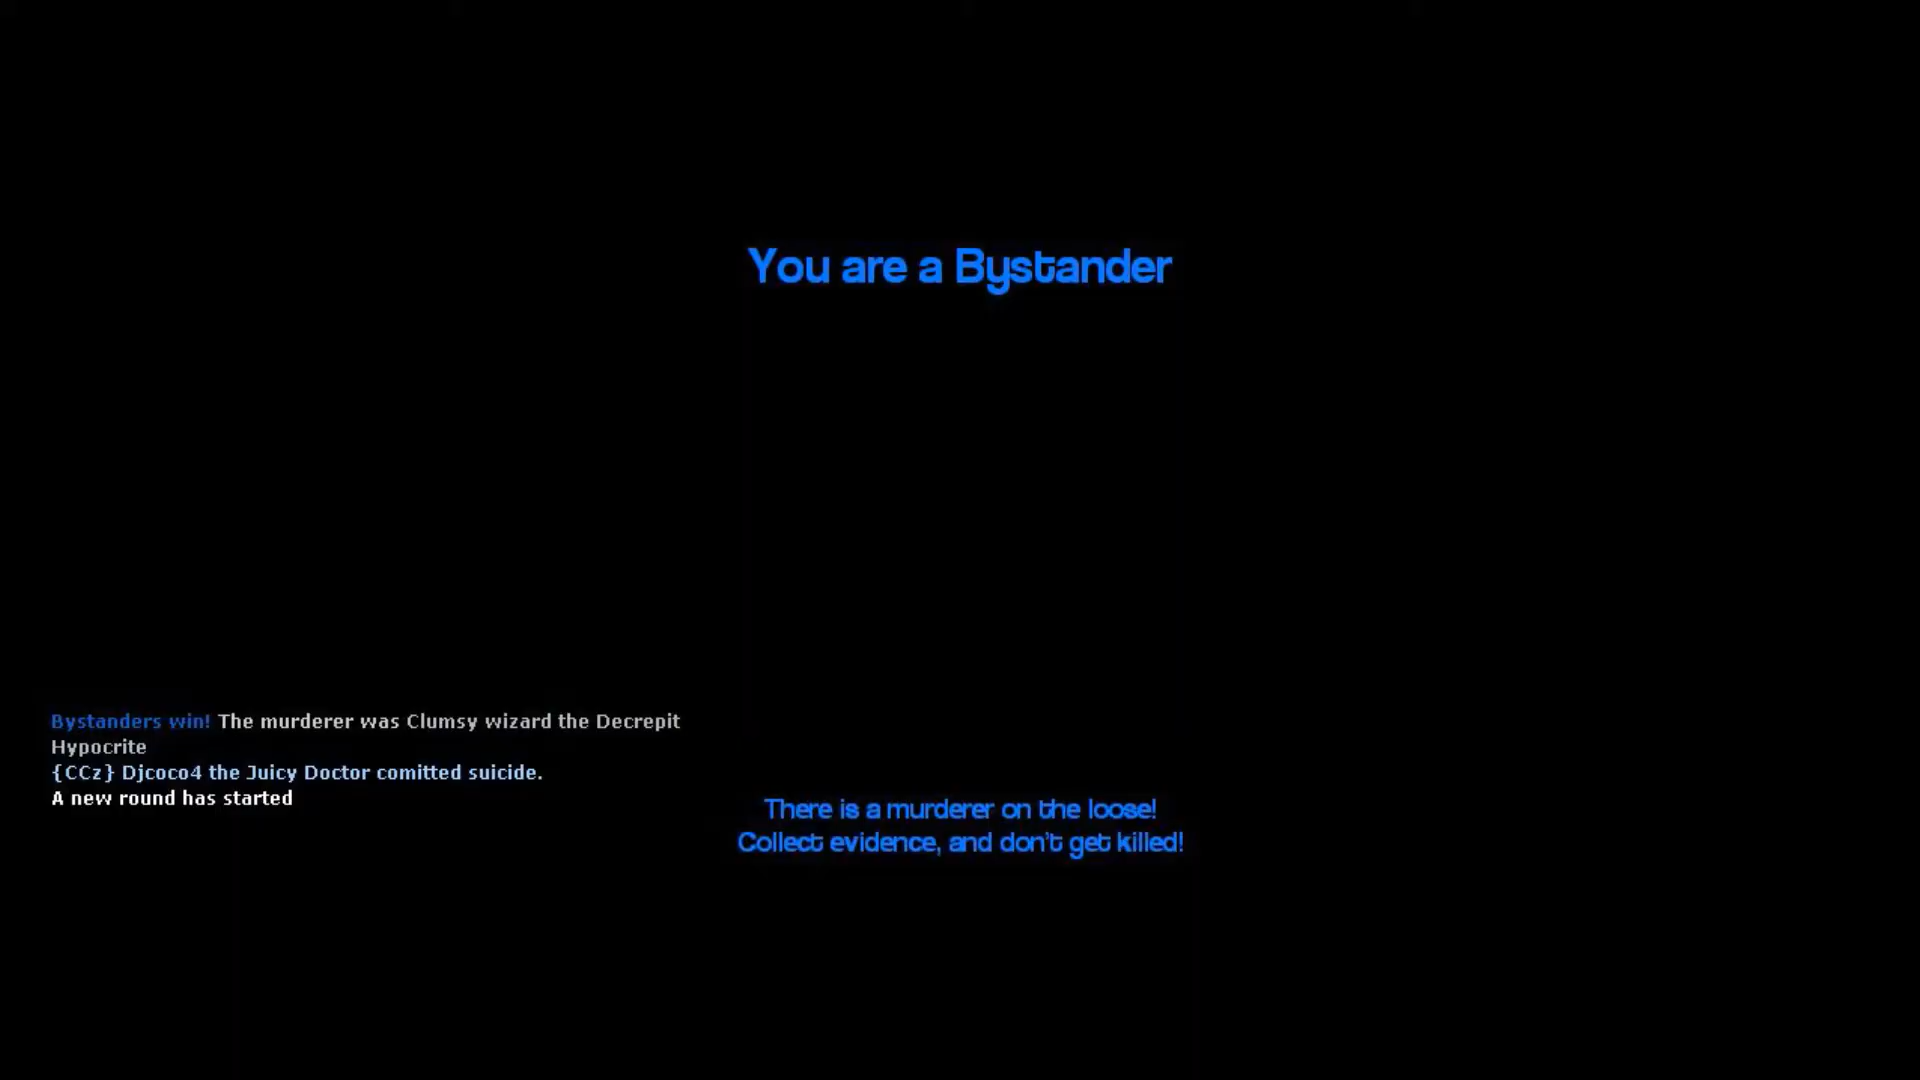 You are a Bystander
Bystanders win! The murderer was Clumsy wizard the Decrepit
Hypocrite
{CCz} Djcoco4 the Juicy Doctor comitted suicide.
A new round has started
There is a murderer on the loose!
Collect evidence, and don't get killed!